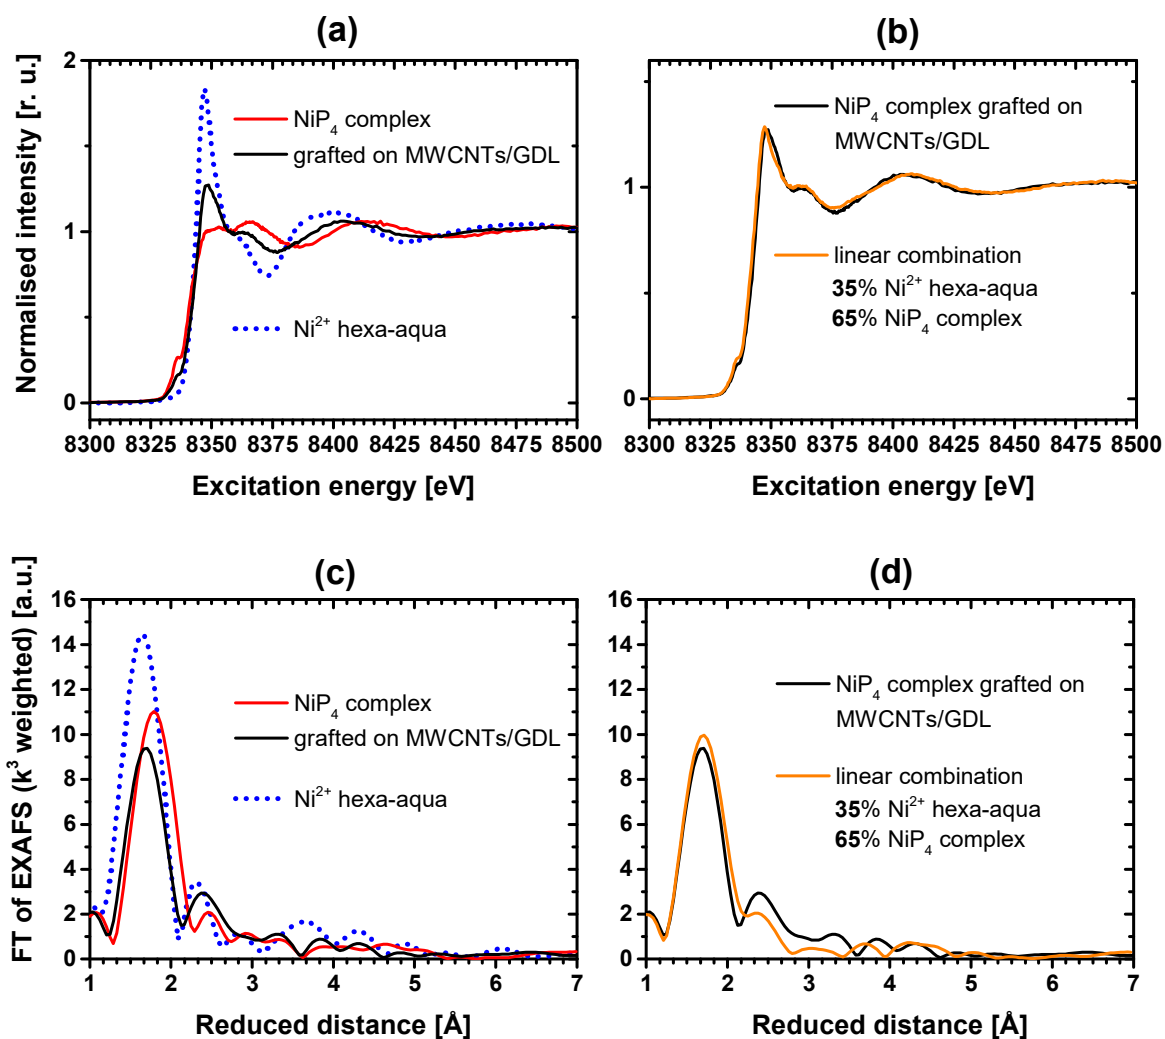 (a)
Normalised intensity [r. u.]
2
1
0
NiP₄ complex
grafted on MWCNTs/GDL
Ni²⁺ hexa-aqua
8300 8325 8350 8375 8400 8425 8450 8475 8500
Excitation energy [eV]
(b)
1
0
NiP₄ complex grafted on
MWCNTs/GDL
linear combination
35% Ni²⁺ hexa-aqua
65% NiP₄ complex
8300 8325 8350 8375 8400 8425 8450 8475 8500
Excitation energy [eV]
(c)
FT of EXAFS (k³ weighted) [a.u.]
16
14
12
10
8
6
4
2
0
NiP₄ complex
grafted on MWCNTs/GDL
Ni²⁺ hexa-aqua
1 2 3 4 5 6 7
Reduced distance [Å]
(d)
16
14
12
10
8
6
4
2
0
NiP₄ complex grafted on
MWCNTs/GDL
linear combination
35% Ni²⁺ hexa-aqua
65% NiP₄ complex
1 2 3 4 5 6 7
Reduced distance [Å]